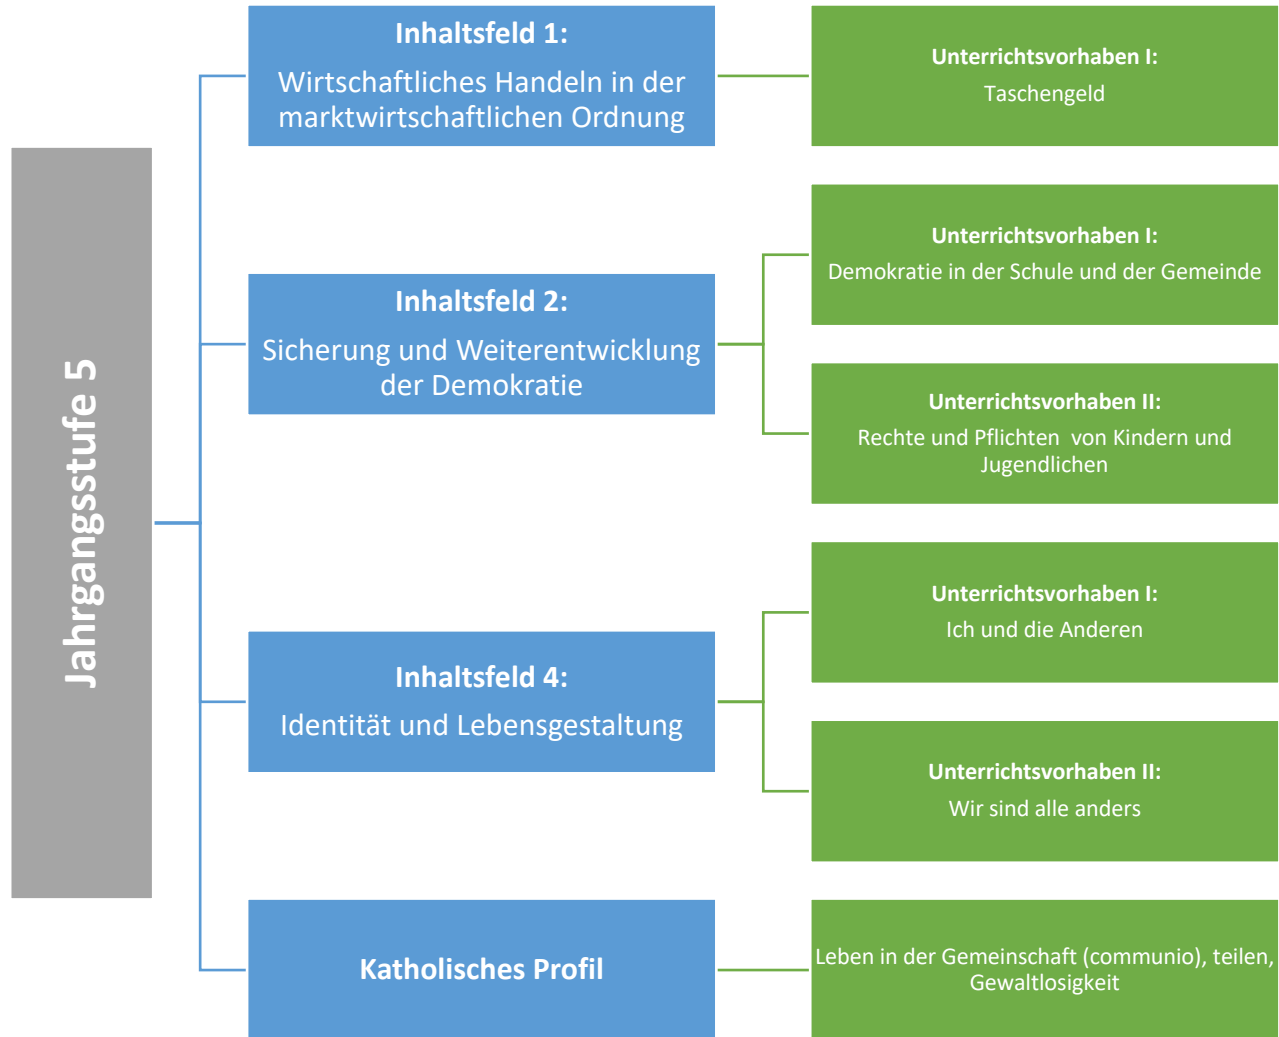 Jahrgangsstufe 5
Inhaltsfeld 1:
Wirtschaftliches Handeln in der
marktwirtschaftlichen Ordnung
Unterrichtsvorhaben I:
Taschengeld
Inhaltsfeld 2:
Sicherung und Weiterentwicklung
der Demokratie
Unterrichtsvorhaben I:
Demokratie in der Schule und der Gemeinde
Unterrichtsvorhaben II:
Rechte und Pflichten  von Kindern und
Jugendlichen
Inhaltsfeld 4:
Identität und Lebensgestaltung
Unterrichtsvorhaben I:
Ich und die Anderen
Unterrichtsvorhaben II:
Wir sind alle anders
Katholisches Profil
Leben in der Gemeinschaft (communio), teilen,
Gewaltlosigkeit